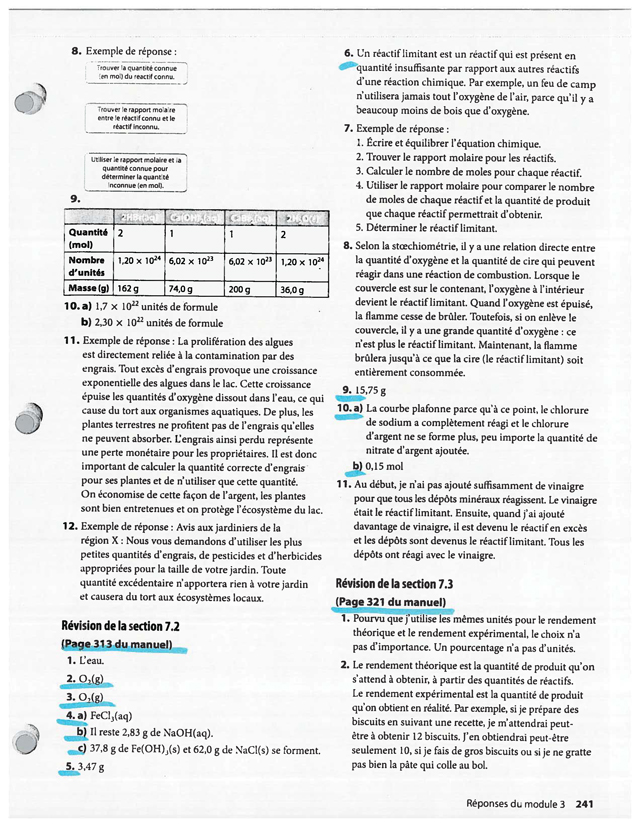 8. Exemple de réponse :
Trouver la quantité connue
(en mol) du réactif connu.
Trouver le rapport molaire
entre le réactif connu et le
réactif inconnu.
Utiliser le rapport molaire et la
quantité connue pour
déterminer la quantité
inconnue (en mol).
9.
2HBr(aq) Ca(OH)₂(aq) CaBr₂(aq) 2H₂O(ℓ)
Quantité 2 1 1 2
(mol)
Nombre 1,20 × 10²⁴ 6,02 × 10²³ 6,02 × 10²³ 1,20 × 10²⁴
d'unités
Masse (g) 162 g 74,0 g 200 g 36,0 g
10. a) 1,7 × 10²² unités de formule
b) 2,30 × 10²² unités de formule
11. Exemple de réponse : La prolifération des algues
est directement reliée à la contamination par des
engrais. Tout excès d'engrais provoque une croissance
exponentielle des algues dans le lac. Cette croissance
épuise les quantités d'oxygène dissout dans l'eau, ce qui
cause du tort aux organismes aquatiques. De plus, les
plantes terrestres ne profitent pas de l'engrais qu'elles
ne peuvent absorber. L'engrais ainsi perdu représente
une perte monétaire pour les propriétaires. Il est donc
important de calculer la quantité correcte d'engrais
pour ses plantes et de n'utiliser que cette quantité.
On économise de cette façon de l'argent, les plantes
sont bien entretenues et on protège l'écosystème du lac.
12. Exemple de réponse : Avis aux jardiniers de la
région X : Nous vous demandons d'utiliser les plus
petites quantités d'engrais, de pesticides et d'herbicides
appropriées pour la taille de votre jardin. Toute
quantité excédentaire n'apportera rien à votre jardin
et causera du tort aux écosystèmes locaux.
Révision de la section 7.2
(Page 313 du manuel)
1. L'eau.
2. O₂(g)
3. O₂(g)
4. a) FeCl₃(aq)
b) Il reste 2,83 g de NaOH(aq).
c) 37,8 g de Fe(OH)₃(s) et 62,0 g de NaCl(s) se forment.
5. 3,47 g
6. Un réactif limitant est un réactif qui est présent en
quantité insuffisante par rapport aux autres réactifs
d'une réaction chimique. Par exemple, un feu de camp
n'utilisera jamais tout l'oxygène de l'air, parce qu'il y a
beaucoup moins de bois que d'oxygène.
7. Exemple de réponse :
1. Écrire et équilibrer l'équation chimique.
2. Trouver le rapport molaire pour les réactifs.
3. Calculer le nombre de moles pour chaque réactif.
4. Utiliser le rapport molaire pour comparer le nombre
de moles de chaque réactif et la quantité de produit
que chaque réactif permettrait d'obtenir.
5. Déterminer le réactif limitant.
8. Selon la stœchiométrie, il y a une relation directe entre
la quantité d'oxygène et la quantité de cire qui peuvent
réagir dans une réaction de combustion. Lorsque le
couvercle est sur le contenant, l'oxygène à l'intérieur
devient le réactif limitant. Quand l'oxygène est épuisé,
la flamme cesse de brûler. Toutefois, si on enlève le
couvercle, il y a une grande quantité d'oxygène : ce
n'est plus le réactif limitant. Maintenant, la flamme
brûlera jusqu'à ce que la cire (le réactif limitant) soit
entièrement consommée.
9. 15,75 g
10. a) La courbe plafonne parce qu'à ce point, le chlorure
de sodium a complètement réagi et le chlorure
d'argent ne se forme plus, peu importe la quantité de
nitrate d'argent ajoutée.
b) 0,15 mol
11. Au début, je n'ai pas ajouté suffisamment de vinaigre
pour que tous les dépôts minéraux réagissent. Le vinaigre
était le réactif limitant. Ensuite, quand j'ai ajouté
davantage de vinaigre, il est devenu le réactif en excès
et les dépôts sont devenus le réactif limitant. Tous les
dépôts ont réagi avec le vinaigre.
Révision de la section 7.3
(Page 321 du manuel)
1. Pourvu que j'utilise les mêmes unités pour le rendement
théorique et le rendement expérimental, le choix n'a
pas d'importance. Un pourcentage n'a pas d'unités.
2. Le rendement théorique est la quantité de produit qu'on
s'attend à obtenir, à partir des quantités de réactifs.
Le rendement expérimental est la quantité de produit
qu'on obtient en réalité. Par exemple, si je prépare des
biscuits en suivant une recette, je m'attendrai peut-
être à obtenir 12 biscuits. J'en obtiendrai peut-être
seulement 10, si je fais de gros biscuits ou si je ne gratte
pas bien la pâte qui colle au bol.
Réponses du module 3 241